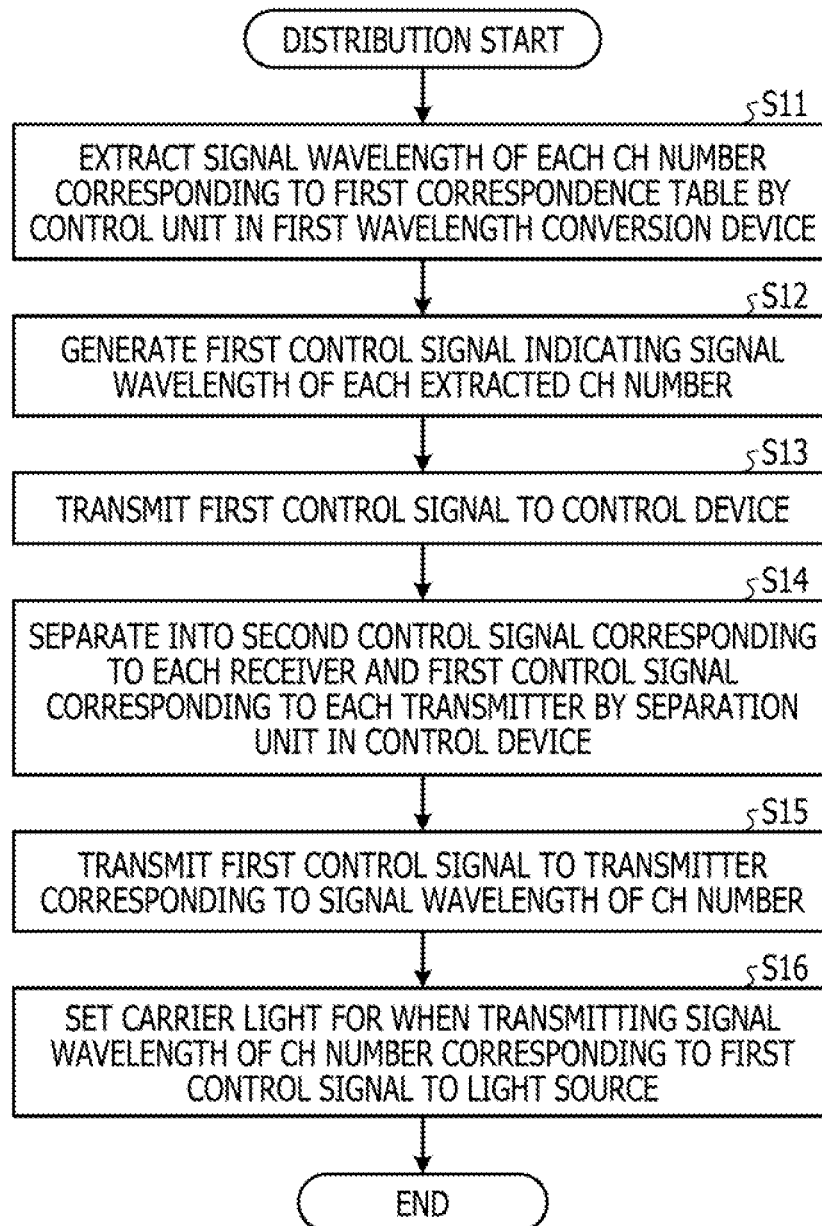 DISTRIBUTION START
S11
EXTRACT SIGNAL WAVELENGTH OF EACH CH NUMBER
CORRESPONDING TO FIRST CORRESPONDENCE TABLE BY
CONTROL UNIT IN FIRST WAVELENGTH CONVERSION DEVICE
S12
GENERATE FIRST CONTROL SIGNAL INDICATING SIGNAL
WAVELENGTH OF EACH EXTRACTED CH NUMBER
S13
TRANSMIT FIRST CONTROL SIGNAL TO CONTROL DEVICE
S14
SEPARATE INTO SECOND CONTROL SIGNAL CORRESPONDING
TO EACH RECEIVER AND FIRST CONTROL SIGNAL
CORRESPONDING TO EACH TRANSMITTER BY SEPARATION
UNIT IN CONTROL DEVICE
S15
TRANSMIT FIRST CONTROL SIGNAL TO TRANSMITTER
CORRESPONDING TO SIGNAL WAVELENGTH OF CH NUMBER
S16
SET CARRIER LIGHT FOR WHEN TRANSMITTING SIGNAL
WAVELENGTH OF CH NUMBER CORRESPONDING TO FIRST
CONTROL SIGNAL TO LIGHT SOURCE
END